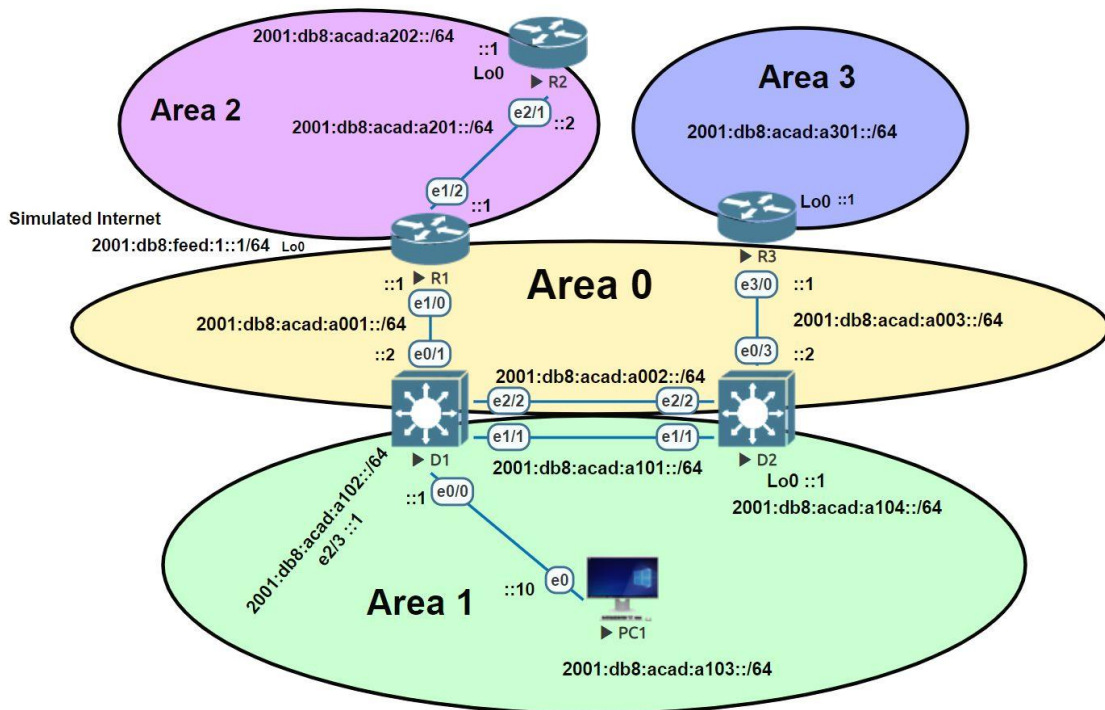 2001:db8:acad:a202::/64
::1
Lo0
R2
Area 2
e2/1
2001:db8:acad:a201::/64
::2
e1/2
::1
Area 3
2001:db8:acad:a301::/64
Lo0 ::1
R3
Simulated Internet
2001:db8:feed:1::1/64 Lo0
R1
Area 0
::1
e1/0
e3/0
::1
2001:db8:acad:a001::/64
2001:db8:acad:a003::/64
::2
e0/1
e0/3
::2
2001:db8:acad:a002::/64
e2/2
e2/2
e1/1
e1/1
D1
2001:db8:acad:a101::/64
D2
2001:db8:acad:a102::/64
e2/3 ::1
::1
e0/0
Lo0 ::1
2001:db8:acad:a104::/64
Area 1
::10
e0
PC1
2001:db8:acad:a103::/64